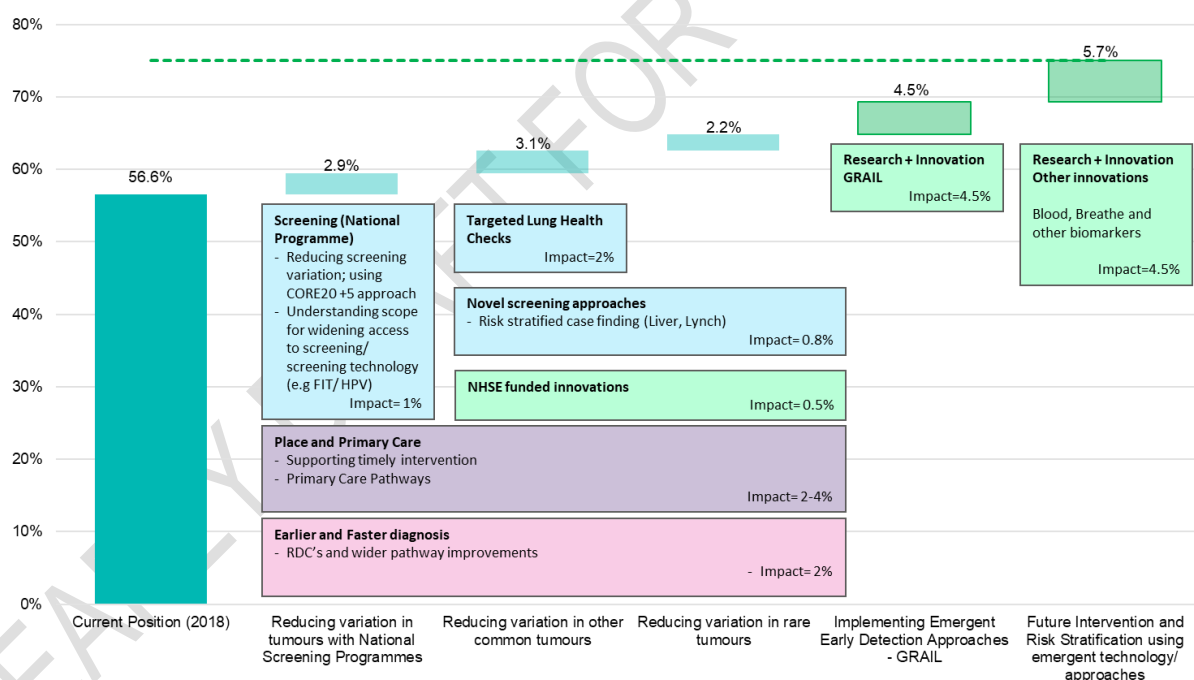 80%
70%
60%
50%
40%
30%
20%
10%
0%
56.6%
2.9%
3.1%
2.2%
4.5%
5.7%
Screening (National
Programme)
- Reducing screening
variation; using
CORE20 +5 approach
- Understanding scope
for widening access
to screening/
screening technology
(e.g FIT/ HPV)
Impact= 1%
Targeted Lung Health
Checks
Impact=2%
Novel screening approaches
- Risk stratified case finding (Liver, Lynch)
Impact= 0.8%
NHSE funded innovations
Impact= 0.5%
Place and Primary Care
- Supporting timely intervention
- Primary Care Pathways
Impact= 2-4%
Earlier and Faster diagnosis
- RDC's and wider pathway improvements
- Impact= 2%
Research + Innovation
GRAIL
Impact=4.5%
Research + Innovation
Other innovations
Blood, Breathe and
other biomarkers
Impact=4.5%
Current Position (2018)
Reducing variation in
tumours with National
Screening Programmes
Reducing variation in other
common tumours
Reducing variation in rare
tumours
Implementing Emergent
Early Detection Approaches
- GRAIL
Future Intervention and
Risk Stratification using
emergent technology/
approaches
FOR